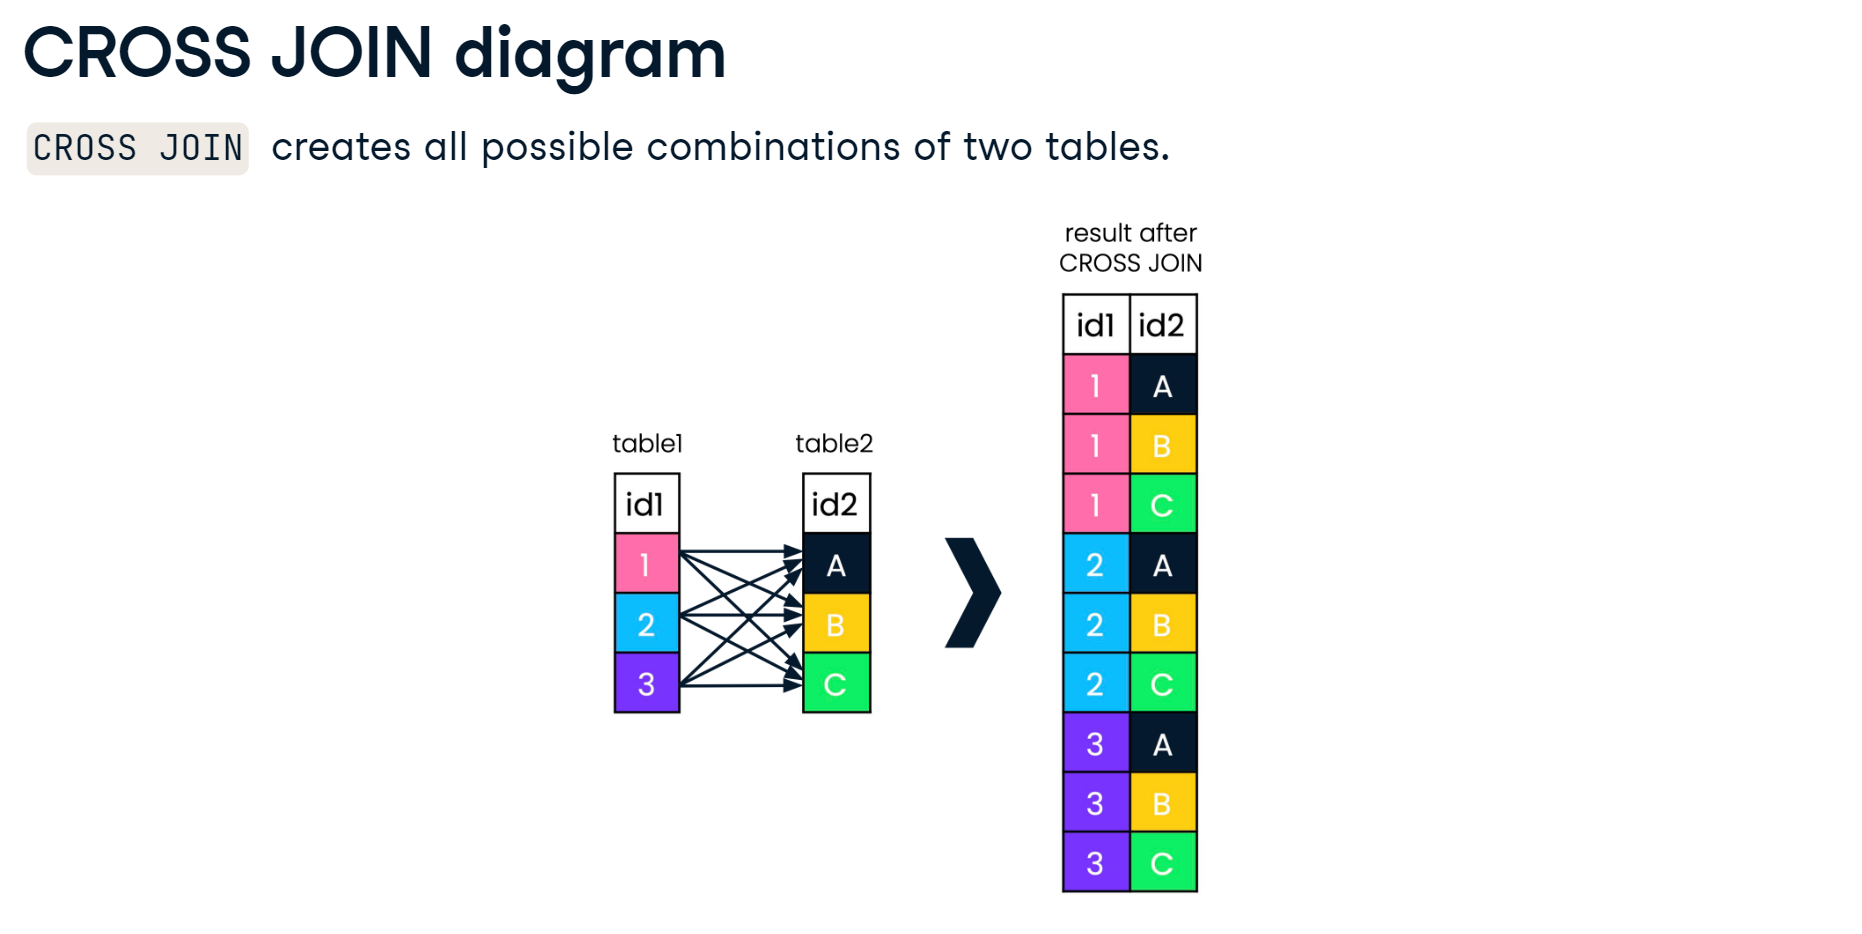 CROSS JOIN diagram
CROSS JOIN creates all possible combinations of two tables.
table1
id1
1
2
3
table2
id2
A
B
C
result after
CROSS JOIN
id1 id2
1 A
1 B
1 C
2 A
2 B
2 C
3 A
3 B
3 C